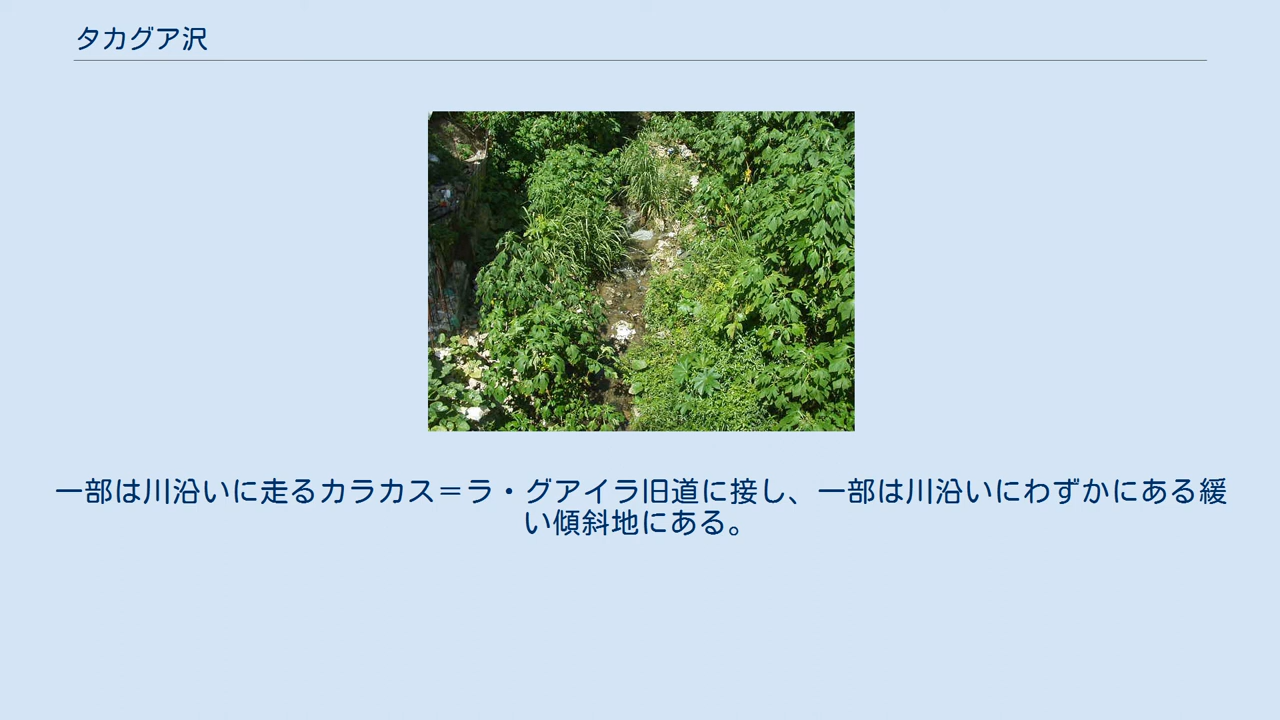 タカグア沢
一部は川沿いに走るカラカス＝ラ・グアイラ旧道に接し、一部は川沿いにわずかにある緩
い傾斜地にある。